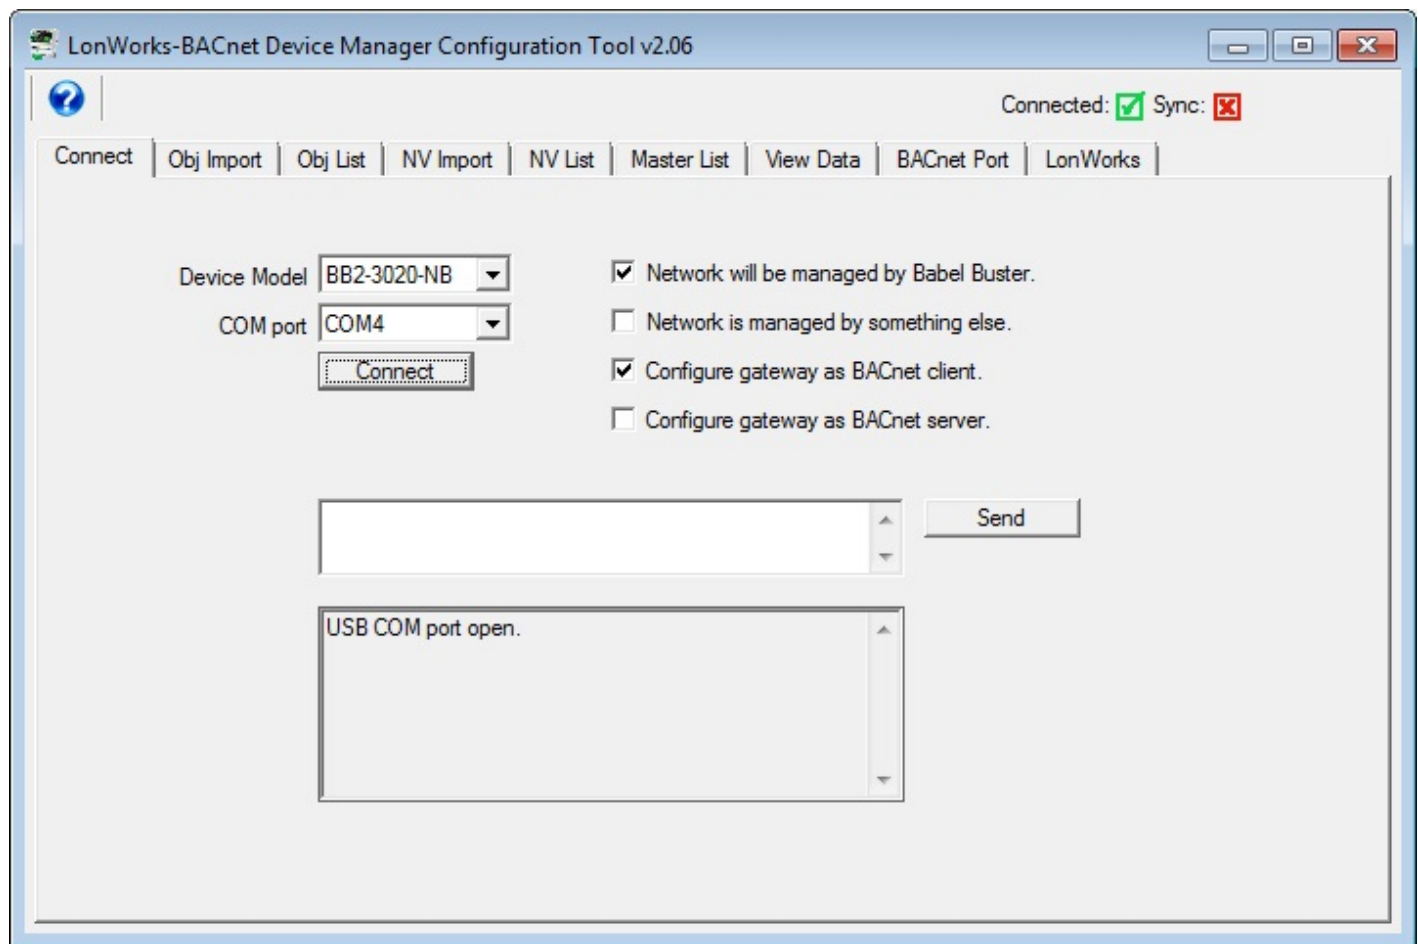 LonWorks-BACnet Device Manager Configuration Tool v2.06
Connected: Sync:
Connect Obj Import Obj List NV Import NV List Master List View Data BACnet Port LonWorks
Device Model BB2-3020-NB Network will be managed by Babel Buster.
COM port COM4 Network is managed by something else.
Connect Configure gateway as BACnet client.
Configure gateway as BACnet server.
Send
USB COM port open.